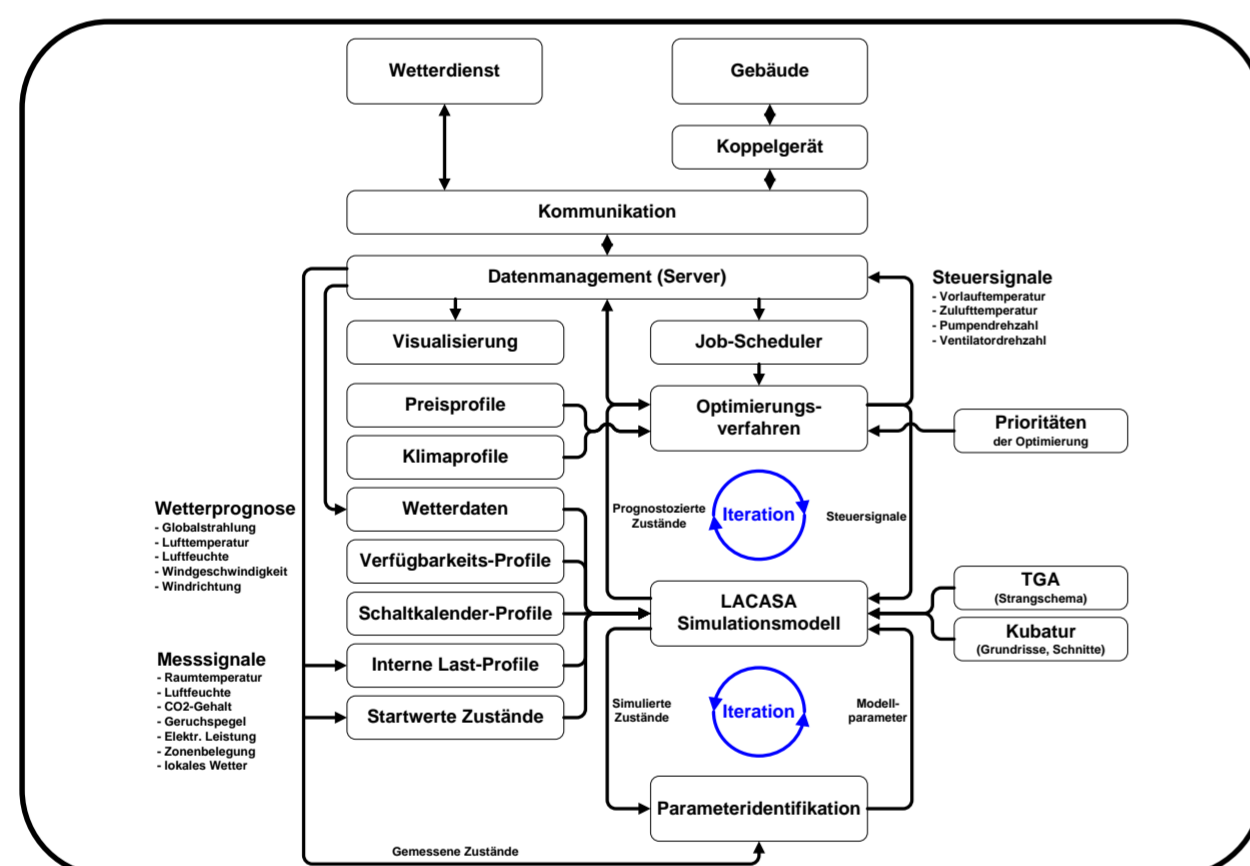 Wetterdienst
Gebäude
Koppelgerät
Kommunikation
Datenmanagement (Server)
Steuersignale
- Vorlauftemperatur
- Zulufttemperatur
- Pumpendrehzahl
- Ventilatordrehzahl
Visualisierung
Job-Scheduler
Preisprofile
Optimierungs-
verfahren
Prioritäten
der Optimierung
Klimaprofile
Wetterprognose
- Globalstrahlung
- Lufttemperatur
- Luftfeuchte
- Windgeschwindigkeit
- Windrichtung
Wetterdaten
Prognostozierte
Zustände
Iteration
Steuersignale
Verfügbarkeits-Profile
Schaltkalender-Profile
LACASA
Simulationsmodell
TGA
(Strangschema)
Kubatur
(Grundrisse, Schnitte)
Messsignale
- Raumtemperatur
- Luftfeuchte
- CO2-Gehalt
- Geruchspegel
- Elektr. Leistung
- Zonenbelegung
- lokales Wetter
Interne Last-Profile
Startwerte Zustände
Simulierte
Zustände
Iteration
Modell-
parameter
Parameteridentifikation
Gemessene Zustände